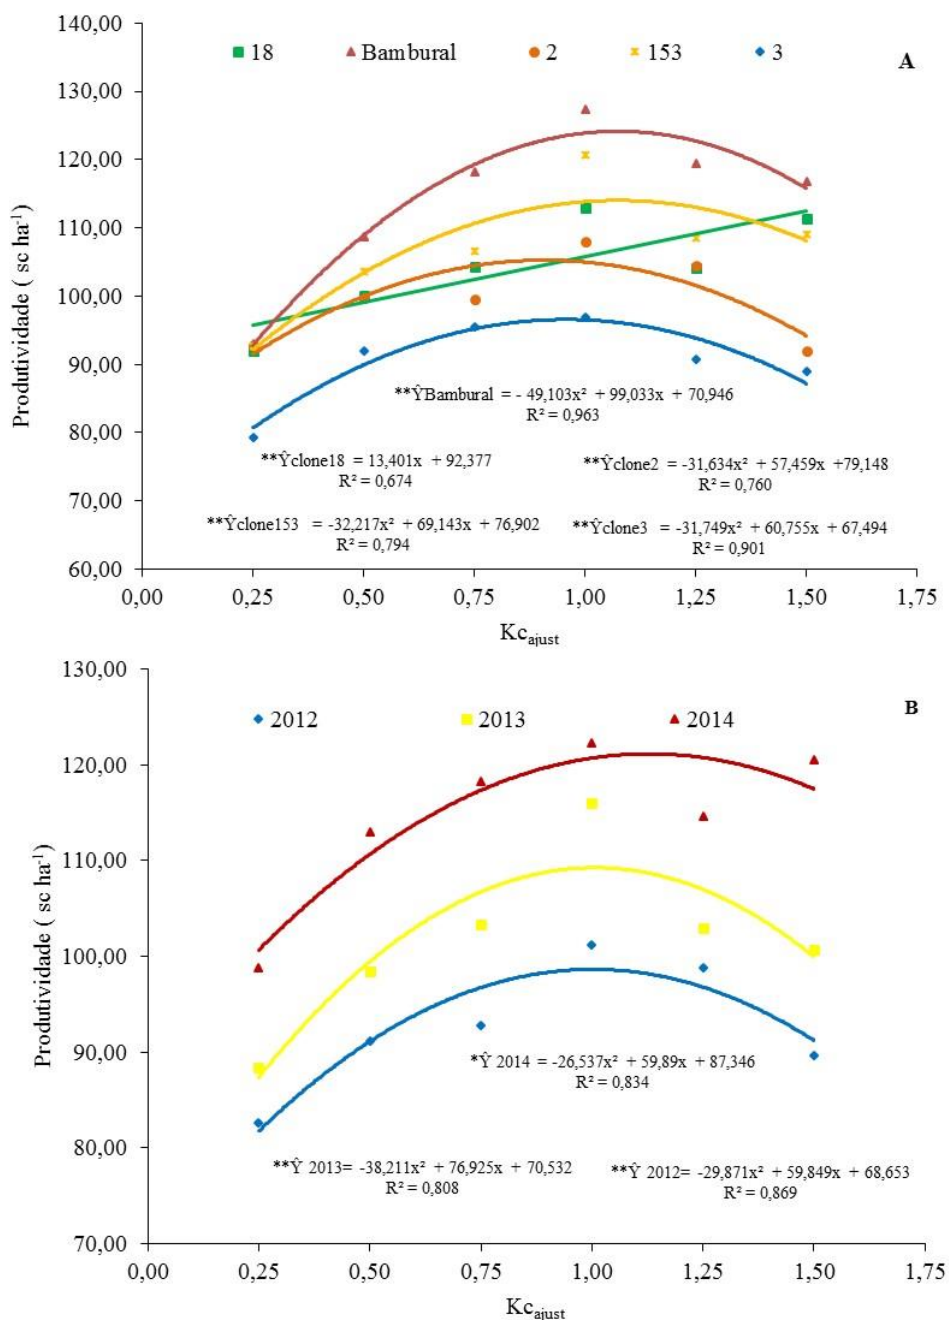 140,00
18 Bambural 2 153 3 A
130,00
120,00
110,00
100,00
90,00
80,00
70,00
60,00
Produtividade ( sc ha⁻¹)
**ŶBambural = - 49,103x² + 99,033x + 70,946
R² = 0,963
**Ŷclone18 = 13,401x + 92,377
R² = 0,674
**Ŷclone2 = -31,634x² + 57,459x +79,148
R² = 0,760
**Ŷclone153 = -32,217x² + 69,143x + 76,902
R² = 0,794
**Ŷclone3 = -31,749x² + 60,755x + 67,494
R² = 0,901
0,00 0,25 0,50 0,75 1,00 1,25 1,50 1,75
Kcajust
130,00
2012 2013 2014 B
120,00
110,00
100,00
90,00
80,00
70,00
Produtividade ( sc ha⁻¹)
*Ŷ 2014 = -26,537x² + 59,89x + 87,346
R² = 0,834
**Ŷ 2013= -38,211x² + 76,925x + 70,532
R² = 0,808
**Ŷ 2012= -29,871x² + 59,849x + 68,653
R² = 0,869
0,00 0,25 0,50 0,75 1,00 1,25 1,50 1,75
Kcajust